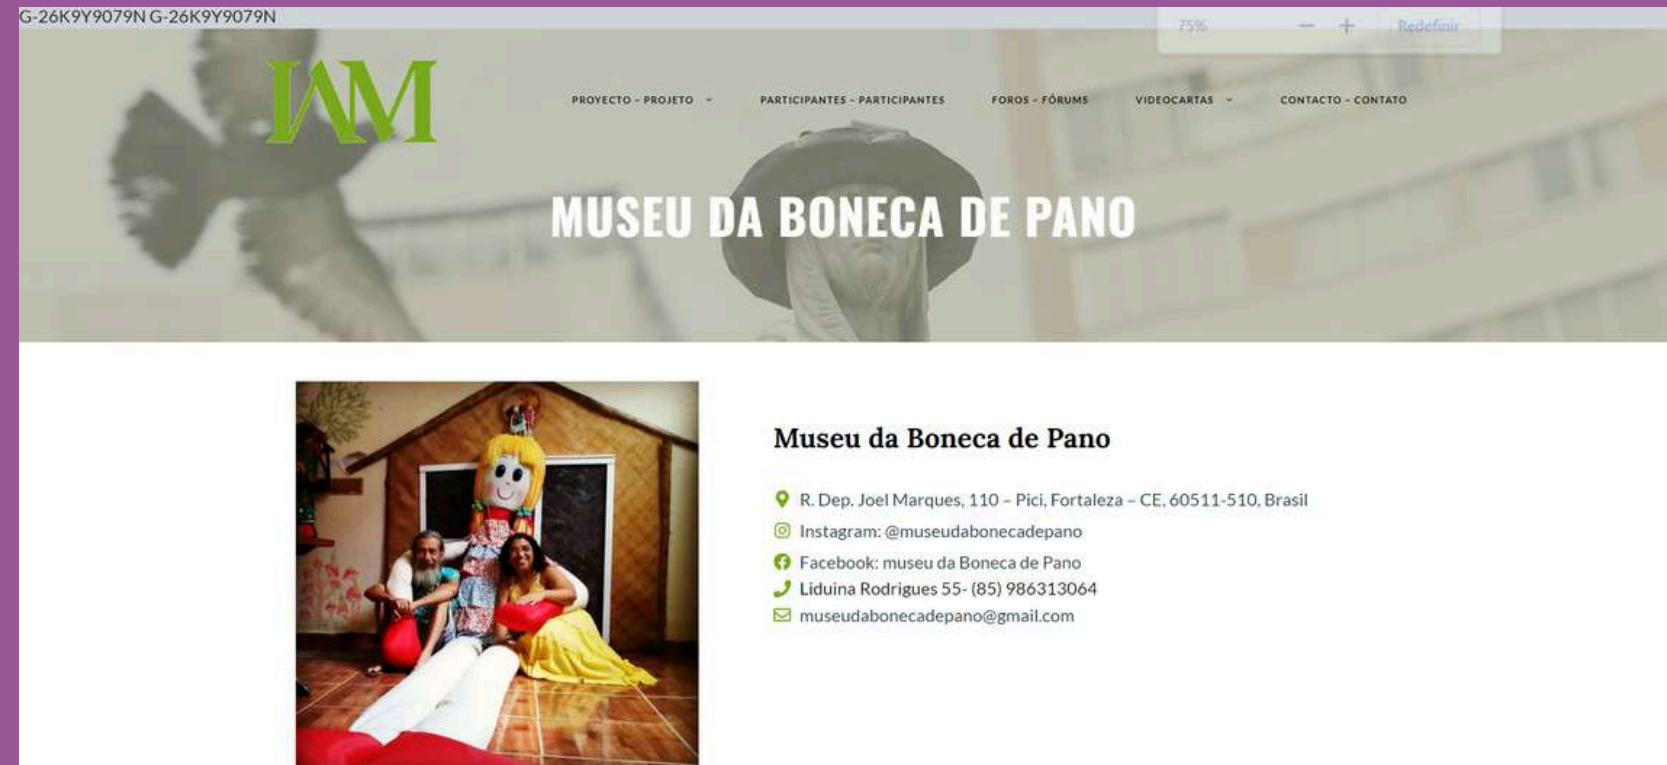 G-26K9Y9079N G-26K9Y9079N
75% − + Redefinir
IAM
PROYECTO - PROJETO PARTICIPANTES - PARTICIPANTES FOROS - FÓRUMS VIDEOCARTAS CONTACTO - CONTATO
MUSEU DA BONECA DE PANO
Museu da Boneca de Pano
R. Dep. Joel Marques, 110 – Pici, Fortaleza – CE, 60511-510, Brasil
Instagram: @museudabonecadepano
Facebook: museu da Boneca de Pano
Liduina Rodrigues 55- (85) 986313064
museudabonecadepano@gmail.com